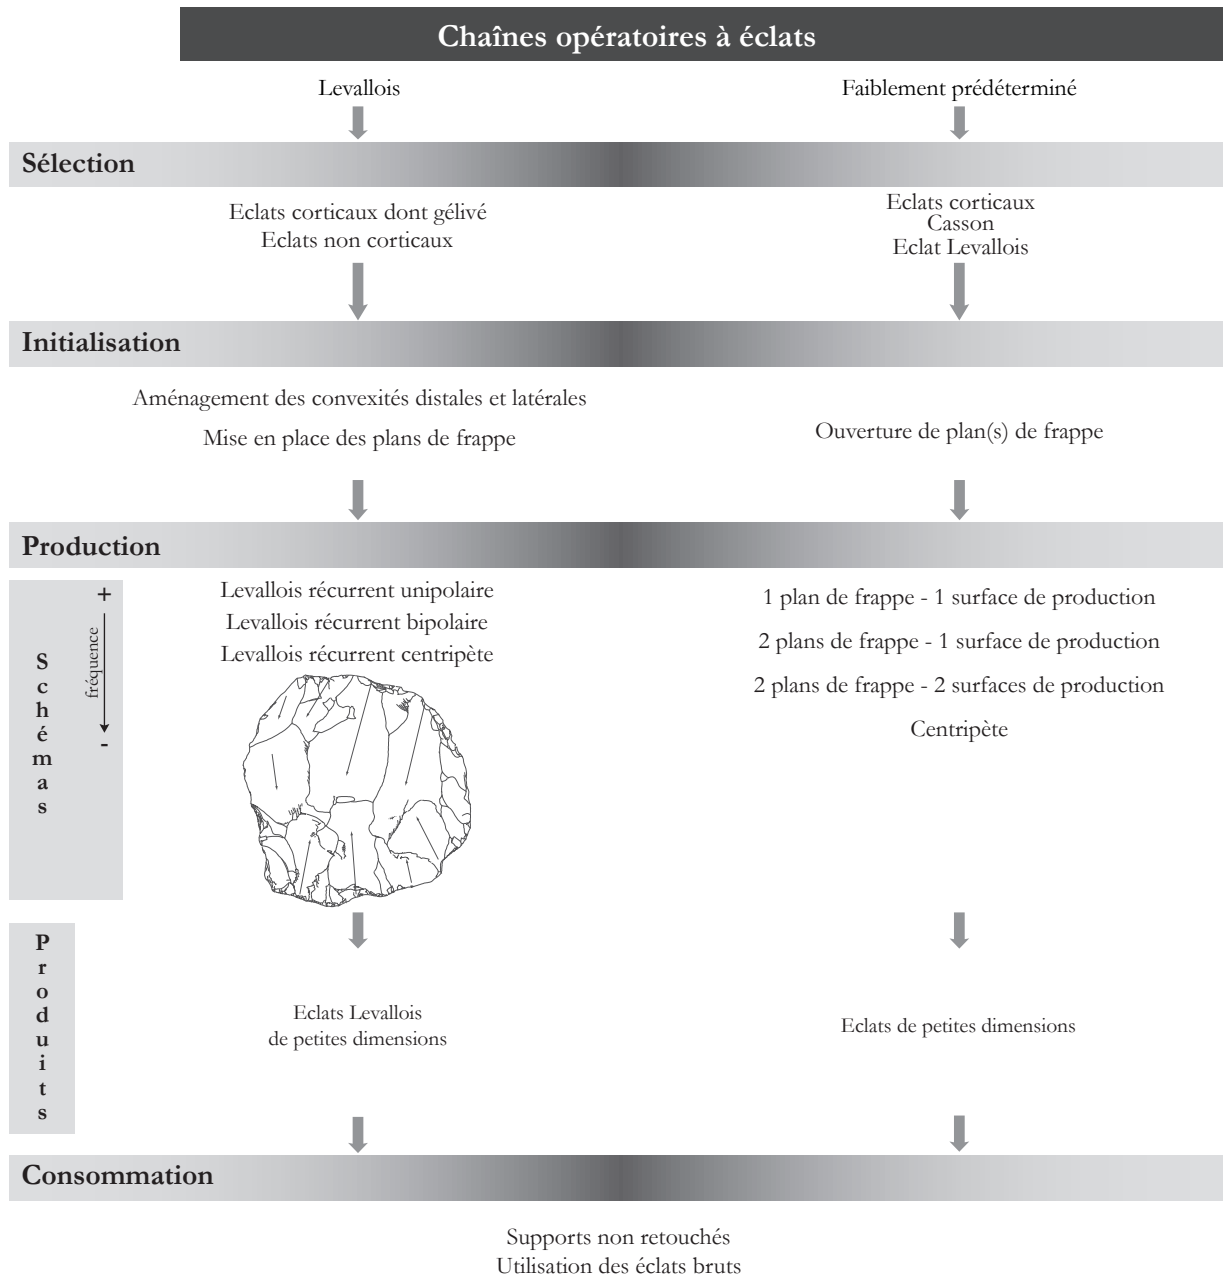 Chaînes opératoires à éclats
Levallois
Faiblement prédéterminé
Sélection
Eclats corticaux dont gélivé
Eclats non corticaux
Eclats corticaux
Casson
Eclat Levallois
Initialisation
Aménagement des convexités distales et latérales
Mise en place des plans de frappe
Ouverture de plan(s) de frappe
Production
Schémas
+
fréquence
-
Levallois récurrent unipolaire
Levallois récurrent bipolaire
Levallois récurrent centripète
1 plan de frappe - 1 surface de production
2 plans de frappe - 1 surface de production
2 plans de frappe - 2 surfaces de production
Centripète
Produits
Eclats Levallois
de petites dimensions
Eclats de petites dimensions
Consommation
Supports non retouchés
Utilisation des éclats bruts